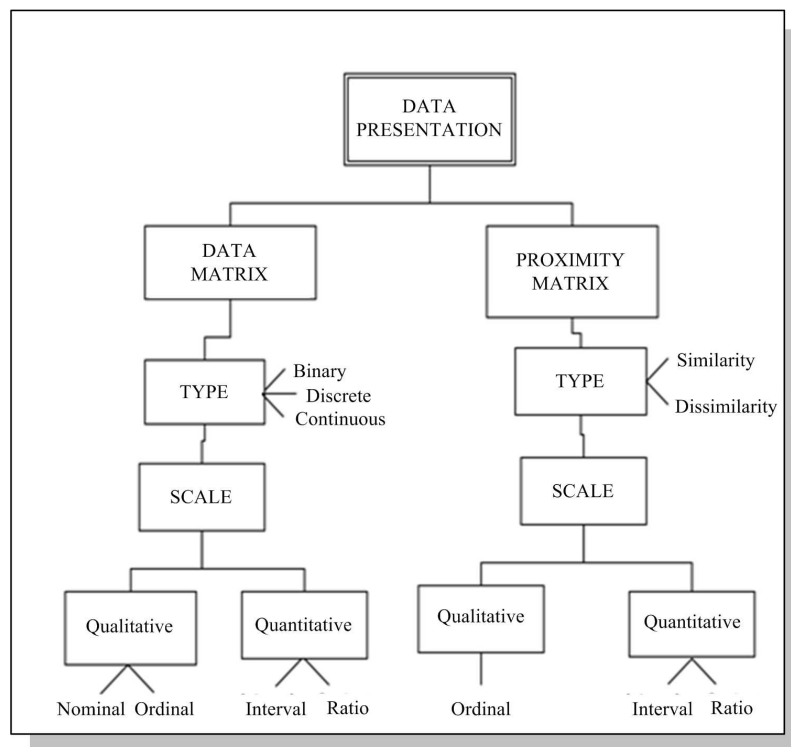 DATA
PRESENTATION
DATA
MATRIX
PROXIMITY
MATRIX
TYPE
Binary
Discrete
Continuous
TYPE
Similarity
Dissimilarity
SCALE
SCALE
Qualitative
Quantitative
Qualitative
Quantitative
Nominal Ordinal
Interval Ratio
Ordinal
Interval Ratio